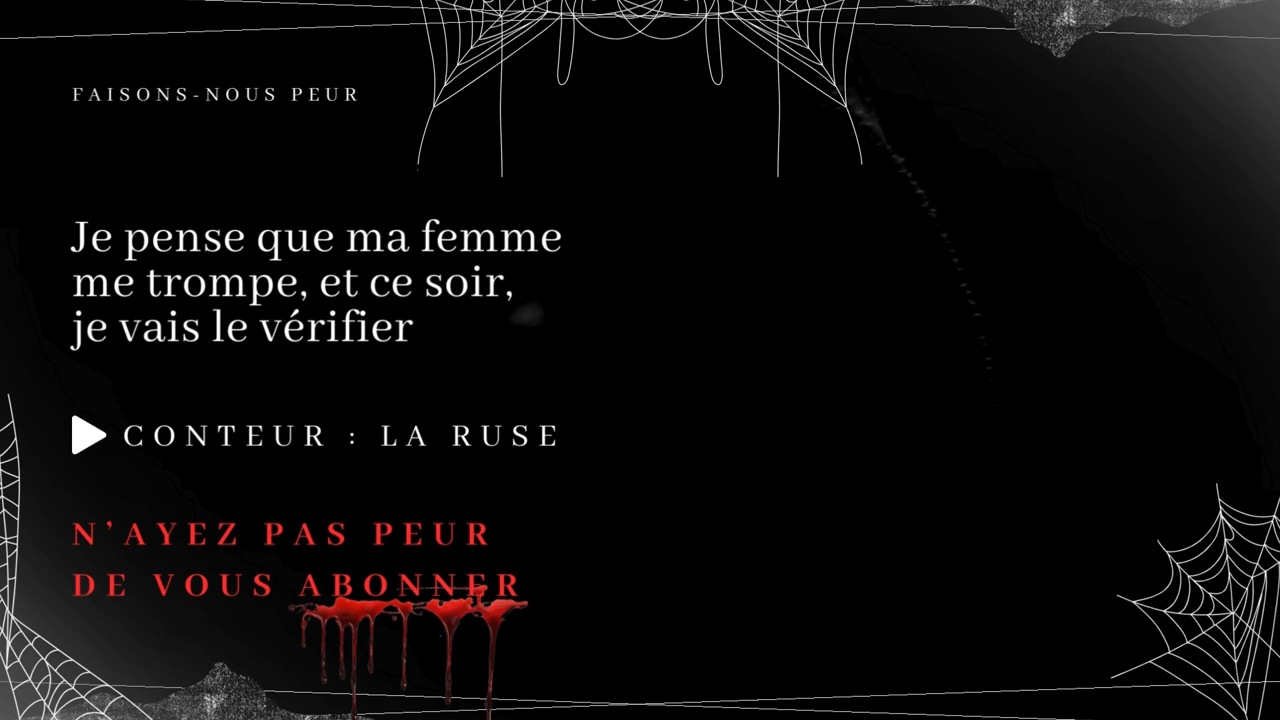 FAISONS-NOUS PEUR
Je pense que ma femme
me trompe, et ce soir,
je vais le vérifier
CONTEUR : LA RUSE
N’AYEZ PAS PEUR
DE VOUS ABONNER